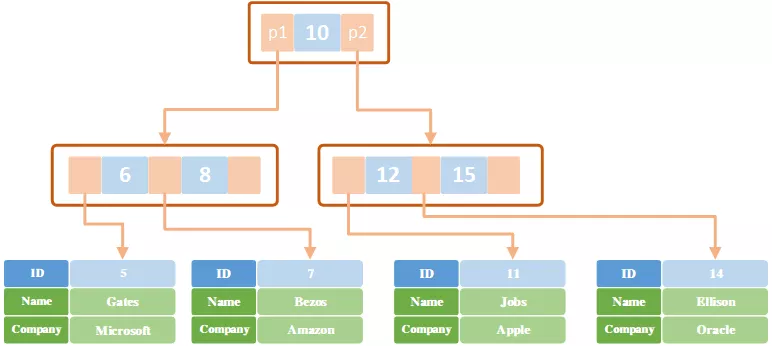 p1 10 p2
6 8
12 15
ID 5
Name Gates
Company Microsoft
ID 7
Name Bezos
Company Amazon
ID 11
Name Jobs
Company Apple
ID 14
Name Ellison
Company Oracle